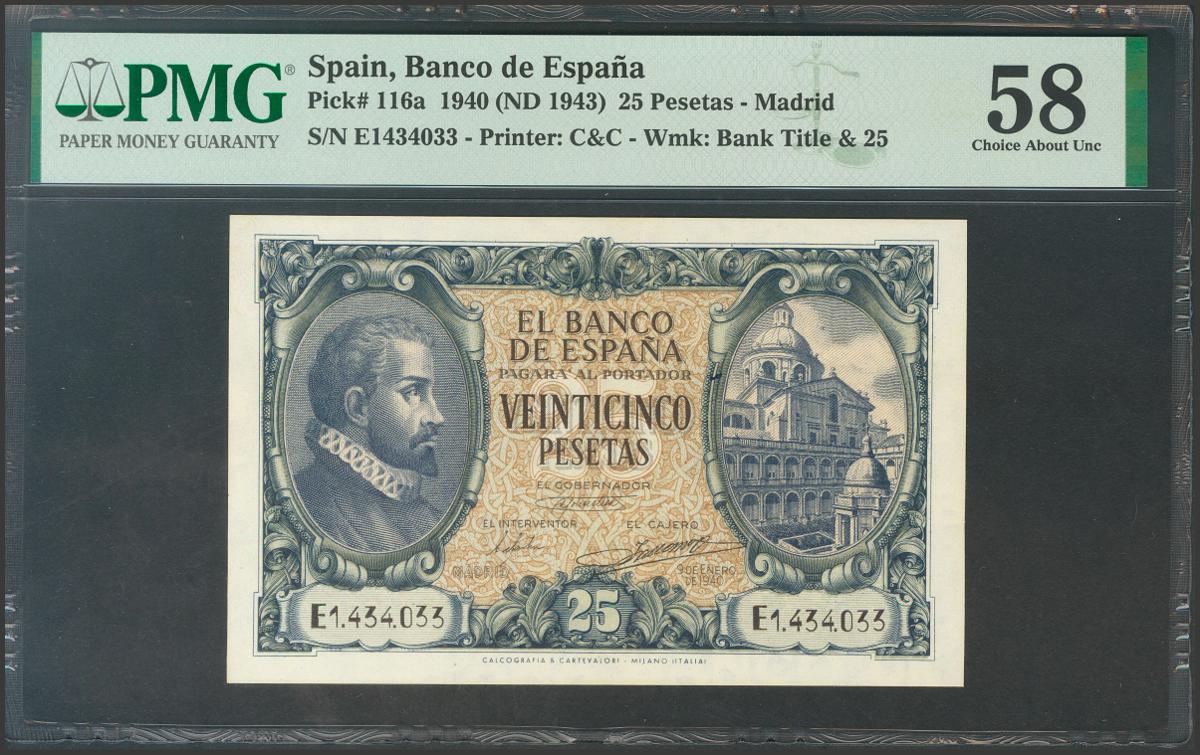 PMG®
PAPER MONEY GUARANTY
Spain, Banco de España
Pick# 116a 1940 (ND 1943) 25 Pesetas - Madrid
S/N E1434033 - Printer: C&C - Wmk: Bank Title & 25
58
Choice About Unc
EL BANCO
DE ESPAÑA
PAGARÁ AL PORTADOR
25
VEINTICINCO
PESETAS
EL GOBERNADOR
EL INTERVENTOR
EL CAJERO
MADRID
9 DE ENERO
DE 1940
E1.434.033
25
E1.434.033
CALCOGRAFIA & CARTEVALORI - MILANO (ITALIA)